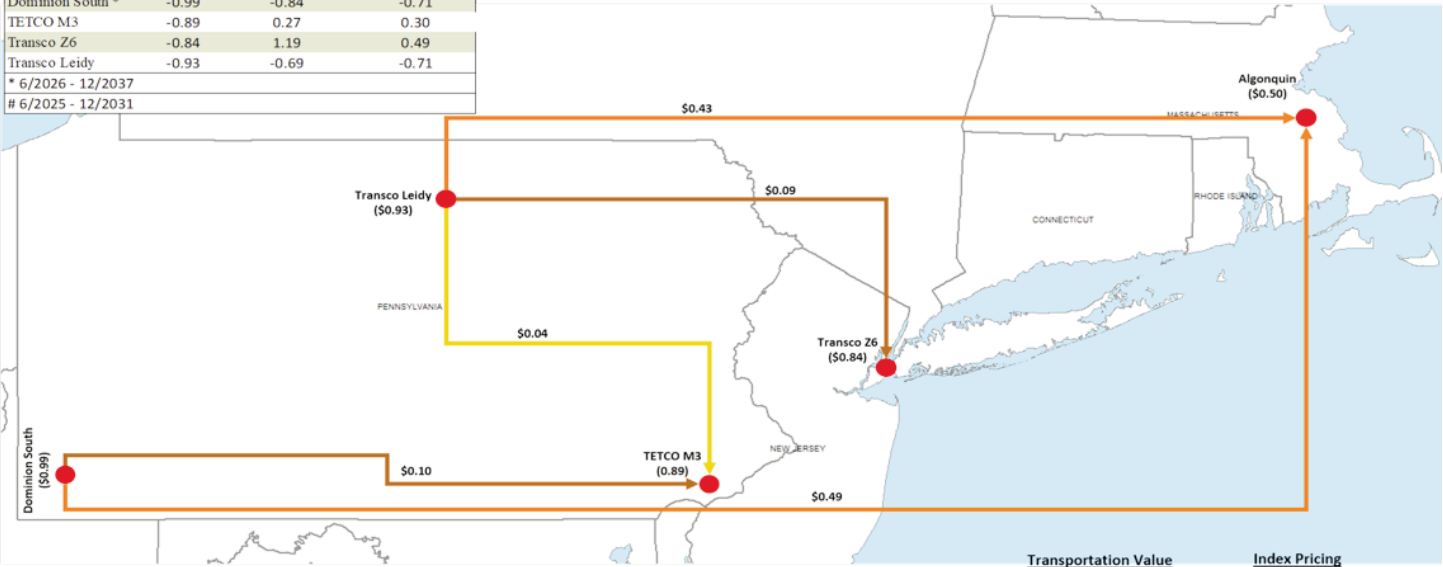 Dominion South * -0.99 -0.84 -0.71
TETCO M3 -0.89 0.27 0.30
Transco Z6 -0.84 1.19 0.49
Transco Leidy -0.93 -0.69 -0.71
* 6/2026 - 12/2037
# 6/2025 - 12/2031
Algonquin
($0.50)
$0.43
MASSACHUSETTS
Transco Leidy
($0.93)
$0.09
RHODE ISLAND
CONNECTICUT
PENNSYLVANIA
$0.04
Transco Z6
($0.84)
NEW JERSEY
TETCO M3
(0.89)
Dominion South
($0.99)
$0.10
$0.49
Transportation Value
Index Pricing